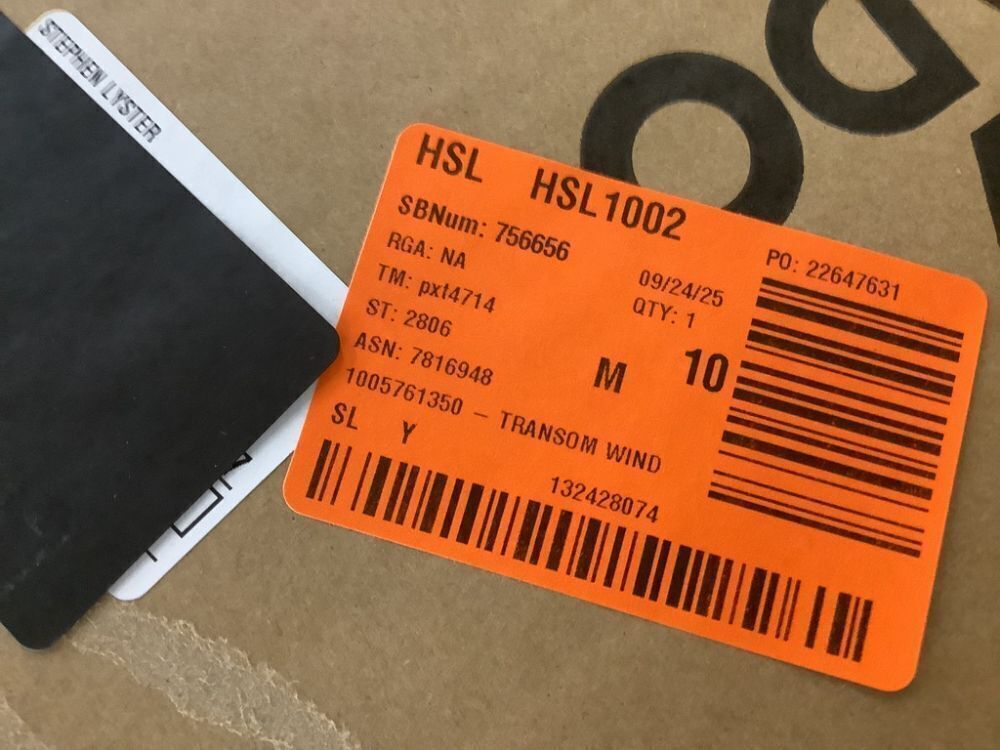 STEPHEN LYSTER
HSL HSL1002
SBNum: 756656
RGA: NA
TM: pxt4714
ST: 2806
ASN: 7816948
1005761350 – TRANSOM WIND
SL Y
09/24/25
QTY: 1
M 10
PO: 22647631
132428074